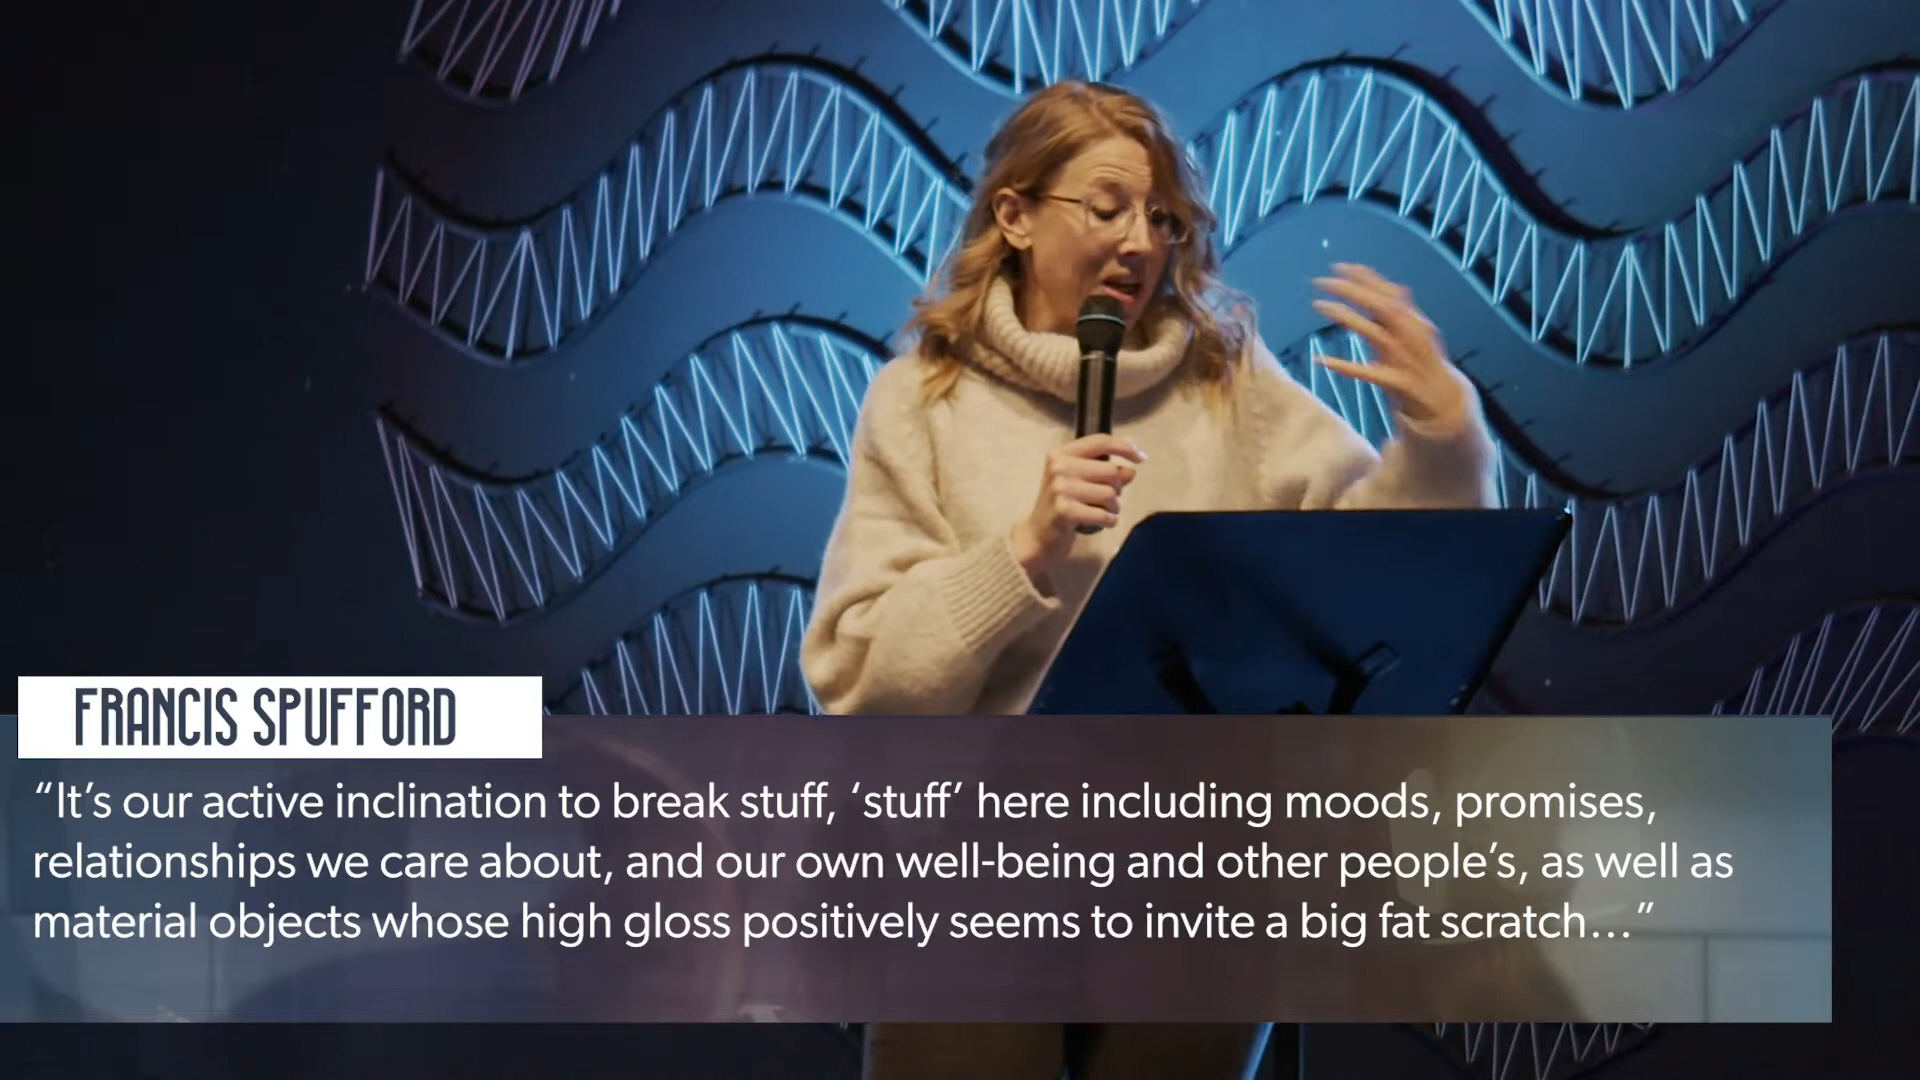 FRANCIS SPUFFORD
“It’s our active inclination to break stuff, ‘stuff’ here including moods, promises,
relationships we care about, and our own well-being and other people’s, as well as
material objects whose high gloss positively seems to invite a big fat scratch...”